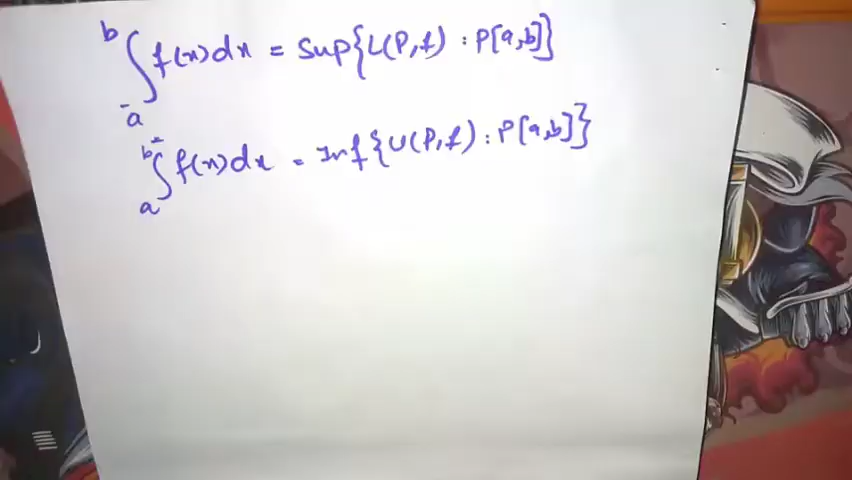 b∫f(x)dx = Sup{L(P,f) : P[a,b]}
-a
b-∫f(x)dx = Inf{U(P,f) : P[a,b]}
a